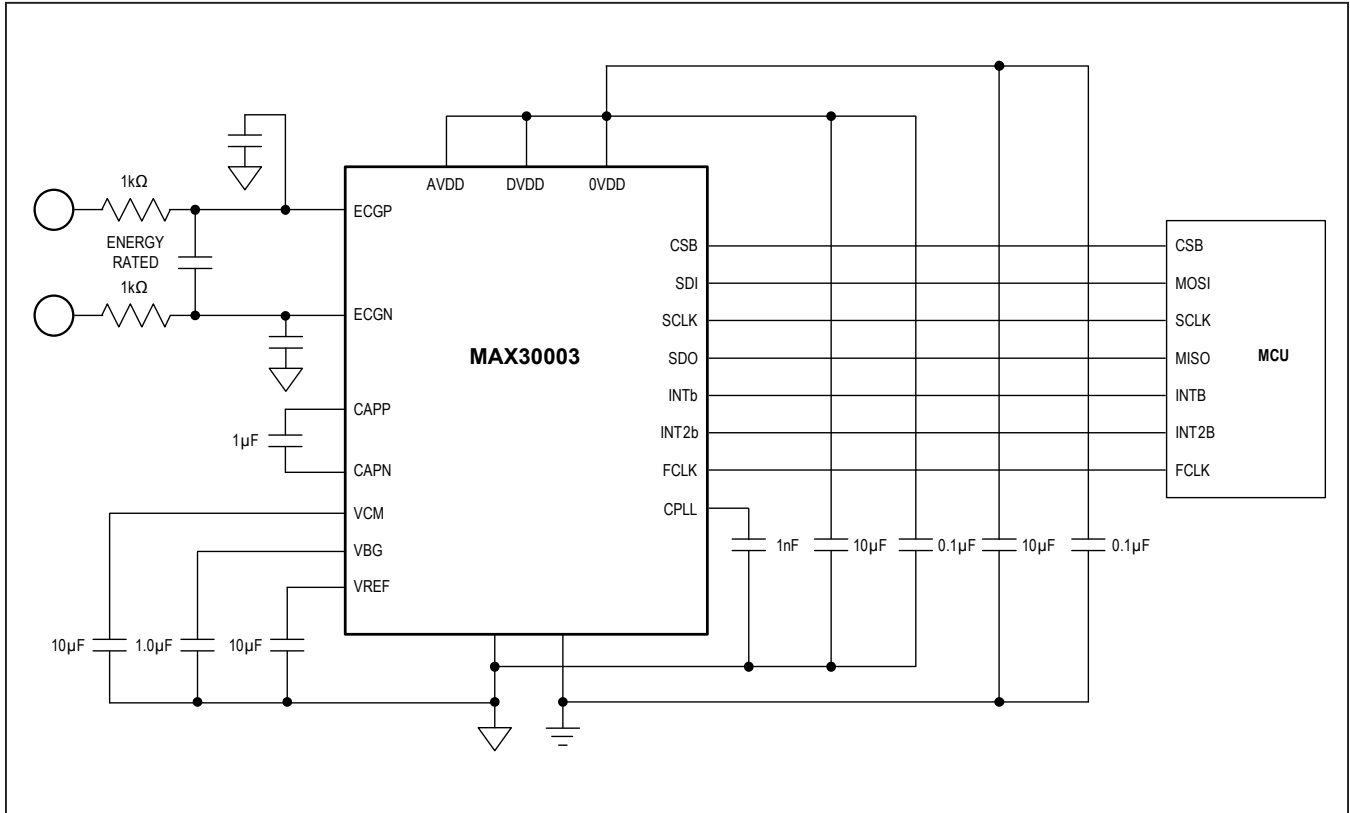 AVDD
DVDD
0VDD
1kΩ
ECGP
ENERGY
RATED
1kΩ
ECGN
MAX30003
CAPP
1µF
CAPN
VCM
VBG
VREF
10µF
1.0µF
10µF
CSB
SDI
SCLK
SDO
INTb
INT2b
FCLK
CPLL
1nF
10µF
0.1µF
10µF
0.1µF
CSB
MOSI
SCLK
MISO
MCU
INTB
INT2B
FCLK